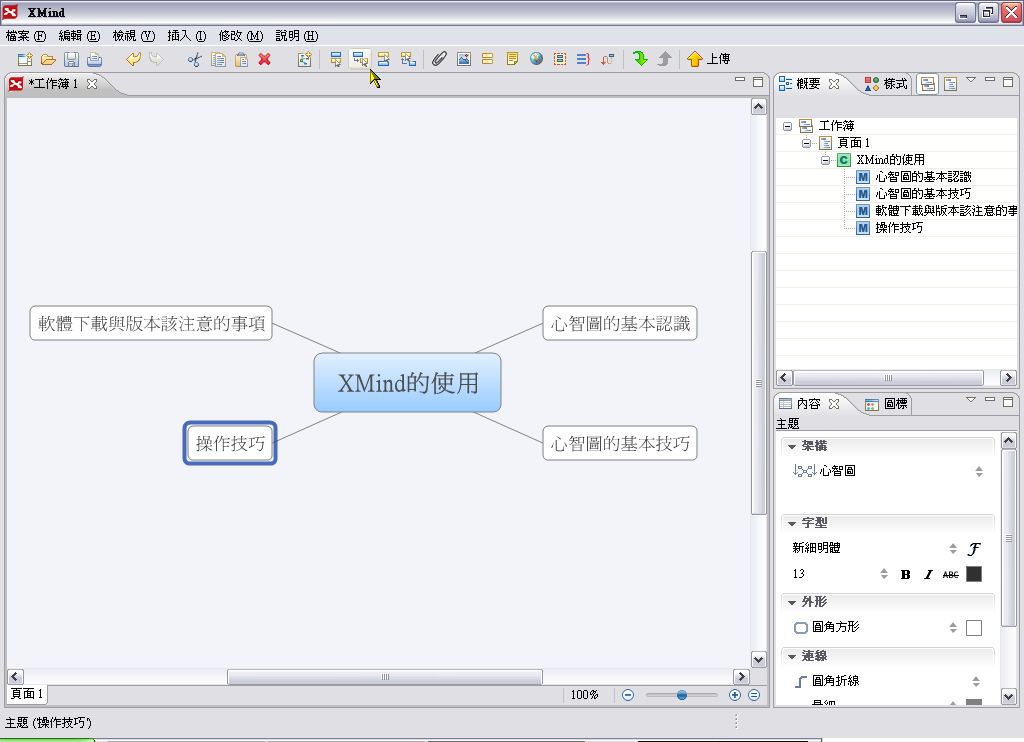 XMind
檔案 (F) 編輯 (E) 檢視 (V) 插入 (I) 修改 (M) 說明 (H)
上傳
*工作簿 1
概要
樣式
工作簿
頁面 1
C XMind的使用
M 心智圖的基本認識
M 心智圖的基本技巧
M 軟體下載與版本該注意的事
M 操作技巧
軟體下載與版本該注意的事項
心智圖的基本認識
XMind的使用
操作技巧
心智圖的基本技巧
內容
圖標
主題
架構
心智圖
字型
新細明體
13 B I ABC
外形
圓角方形
連線
圓角折線
頁面 1
100%
主題 ('操作技巧')